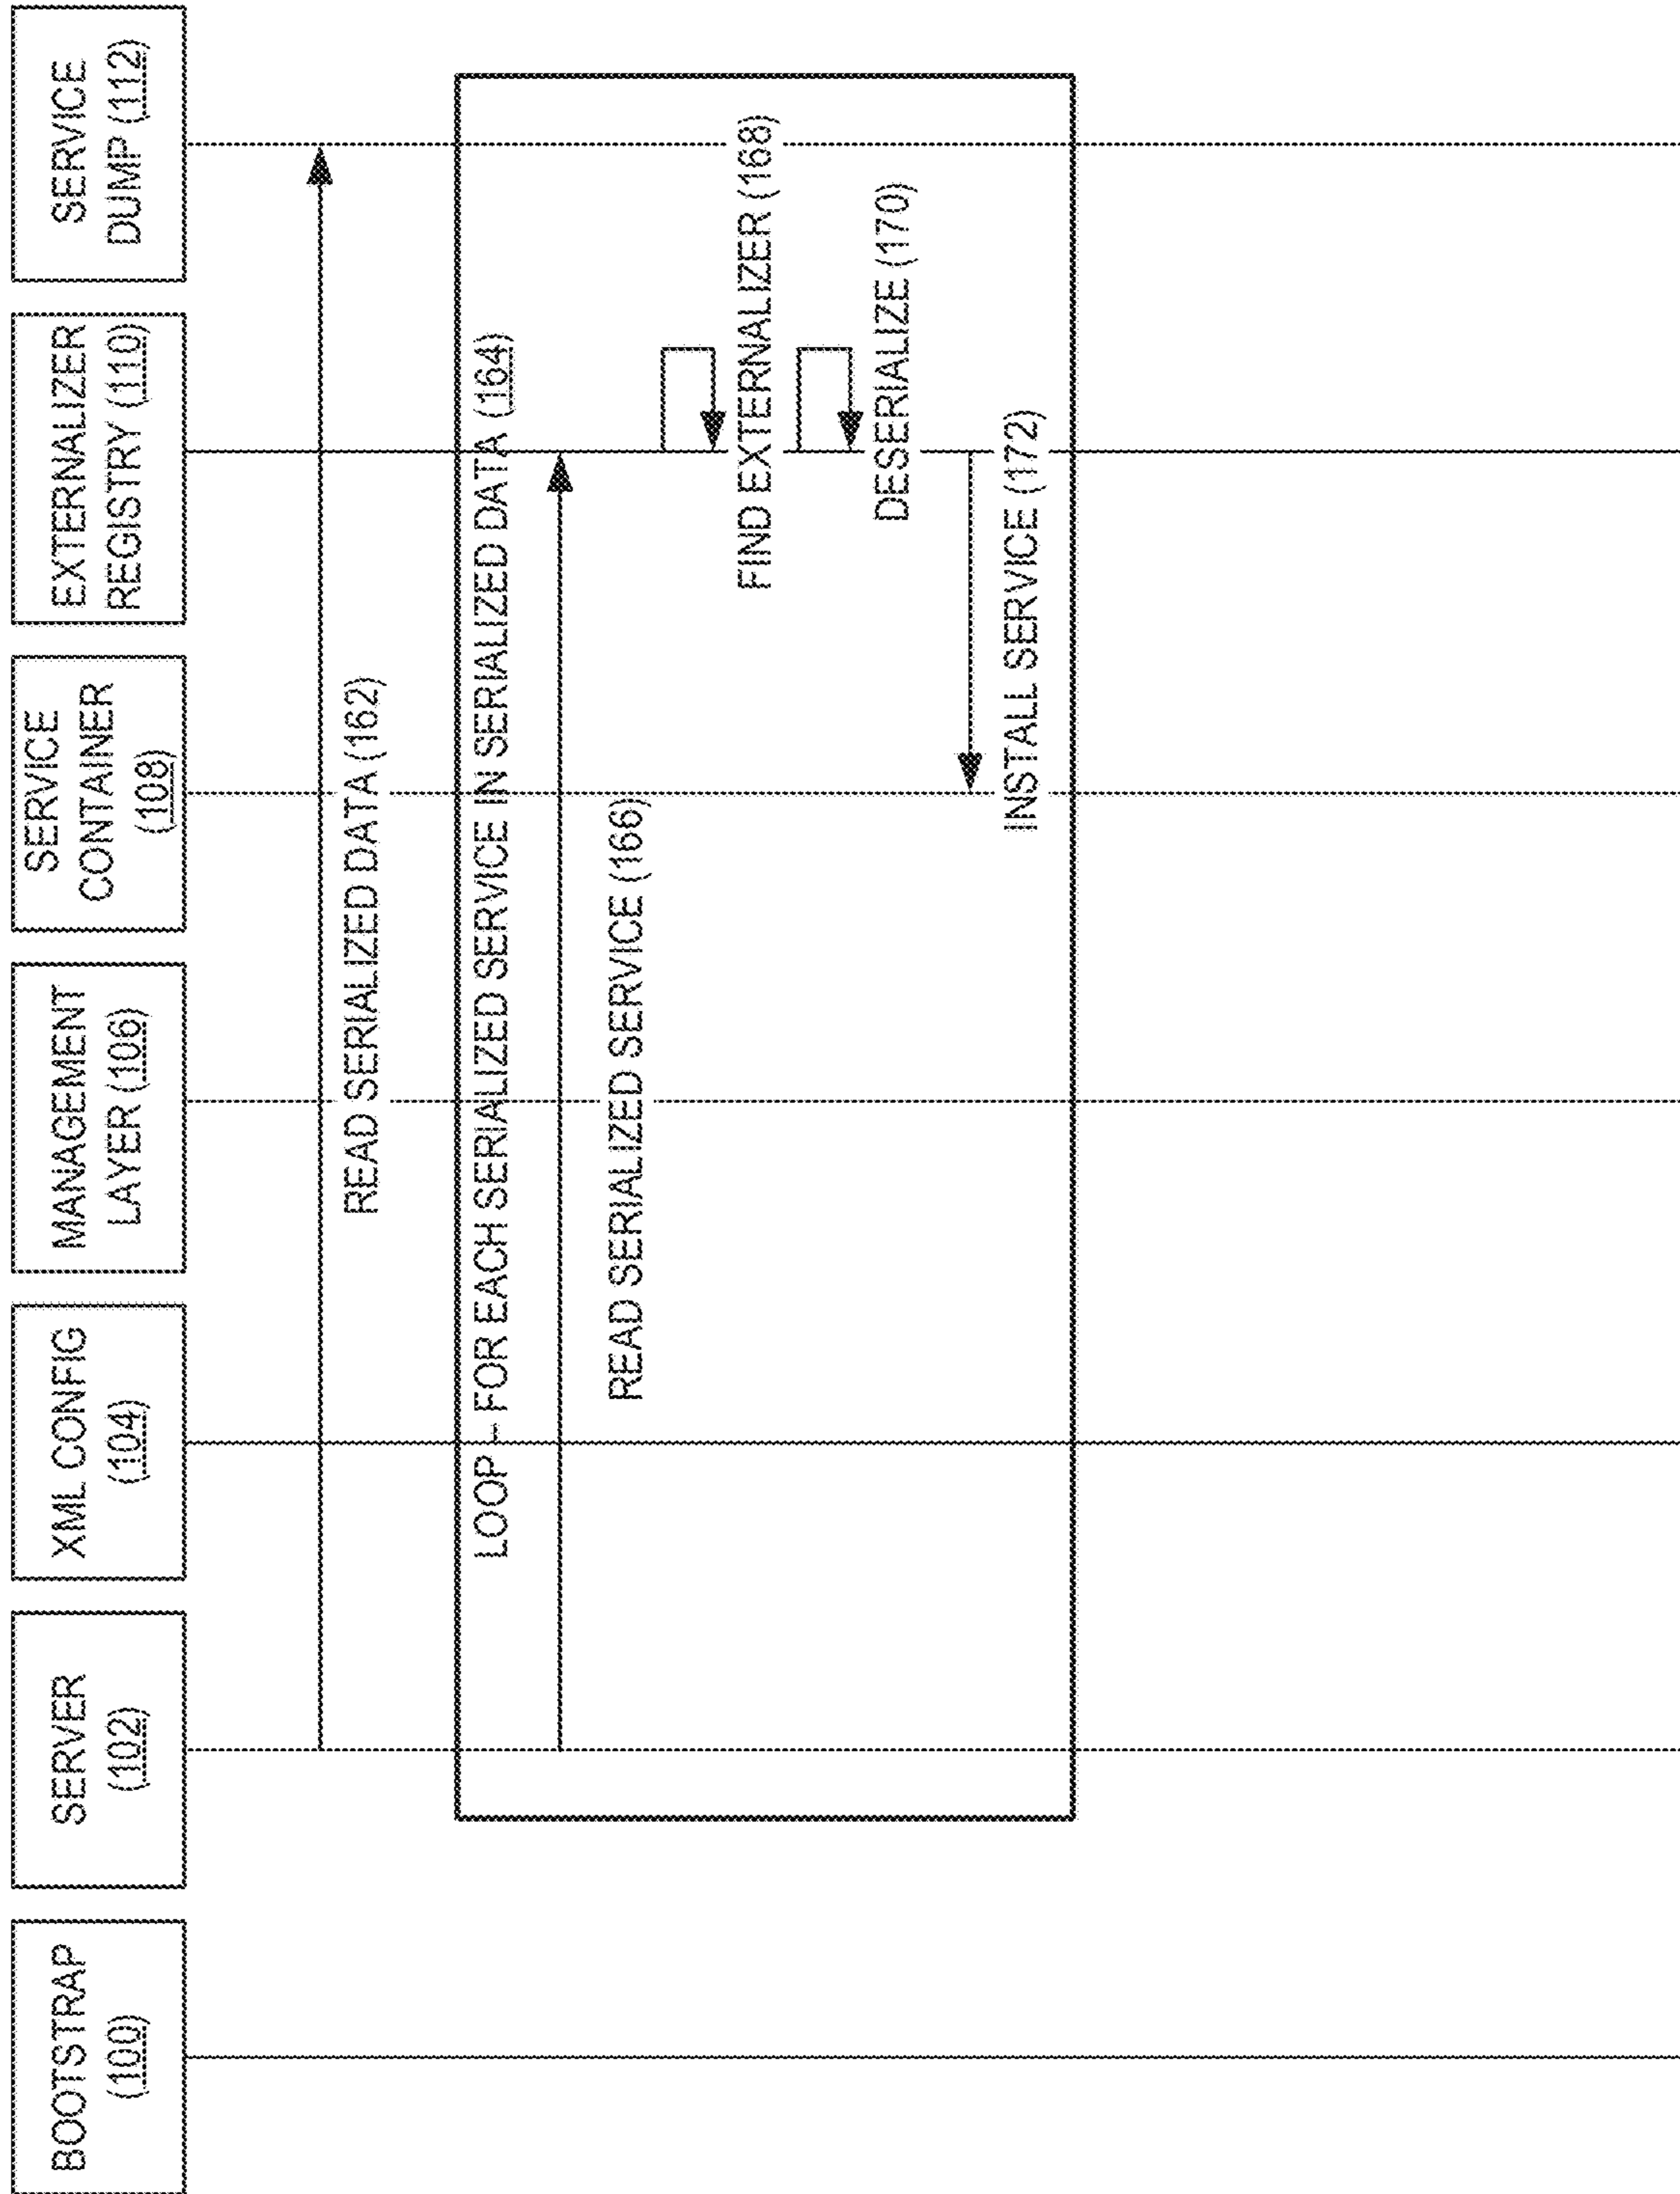 BOOTSTRAP
(100)
SERVER
(102)
XML CONFIG
(104)
MANAGEMENT
LAYER (106)
SERVICE
CONTAINER
(108)
EXTERNALIZER
REGISTRY (110)
SERVICE
DUMP (112)
READ SERIALIZED DATA (162)
LOOP – FOR EACH SERIALIZED SERVICE IN SERIALIZED DATA (164)
READ SERIALIZED SERVICE (166)
FIND EXTERNALIZER (168)
DESERIALIZE (170)
INSTALL SERVICE (172)